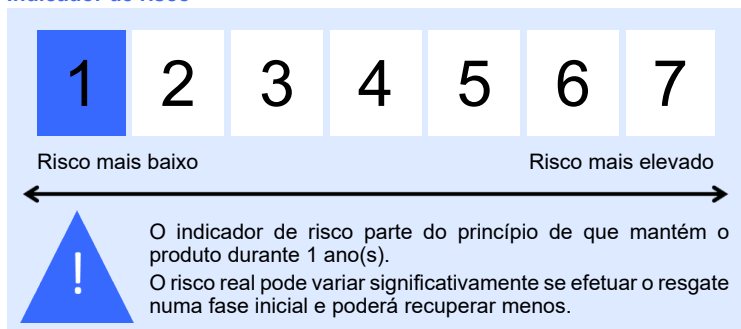 Indicador de risco
1 2 3 4 5 6 7
Risco mais baixo Risco mais elevado
!
O indicador de risco parte do princípio de que mantém o
produto durante 1 ano(s).
O risco real pode variar significativamente se efetuar o resgate
numa fase inicial e poderá recuperar menos.